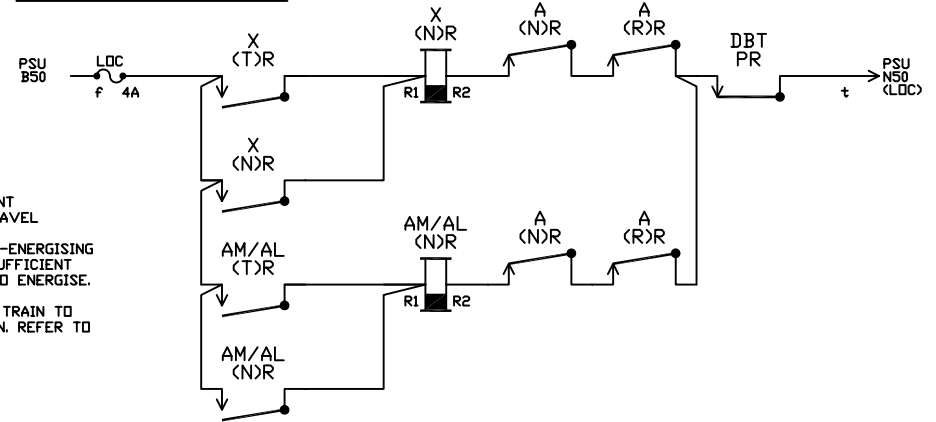 X
(T)R
X
(N)R
A
(N)R
A
(R)R
DBT
PR
PSU
B50
LOC
f 4A
R1 R2
t
PSU
N50
(LOC)
X
(N)R
NT
AVEL
-ENERGISING
UFFICIENT
O ENERGISE.
TRAIN TO
N. REFER TO
AM/AL
(T)R
AM/AL
(N)R
A
(N)R
A
(R)R
R1 R2
AM/AL
(N)R